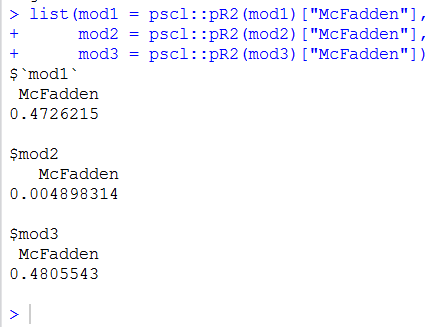 > list(mod1 = pscl::pR2(mod1)["McFadden"],
+      mod2 = pscl::pR2(mod2)["McFadden"],
+      mod3 = pscl::pR2(mod3)["McFadden"])
$`mod1`
 McFadden
0.4726215

$mod2
   McFadden
0.004898314

$mod3
 McFadden
0.4805543

>